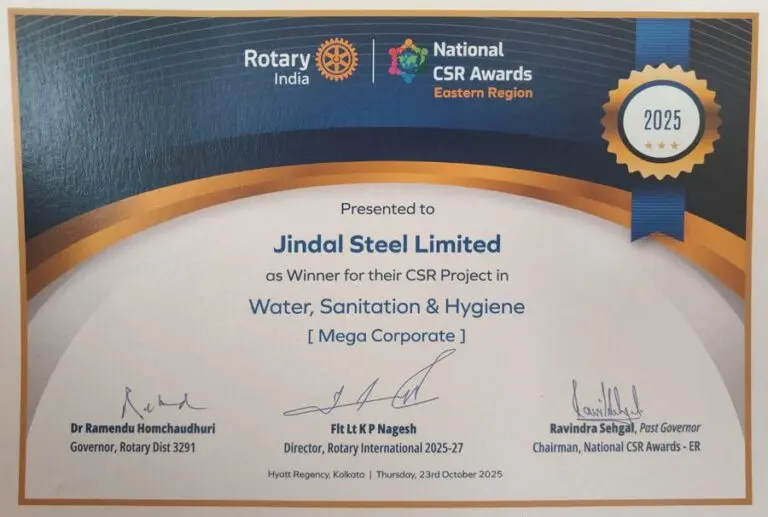 Rotary
India
National
CSR Awards
Eastern Region
2025
Presented to
Jindal Steel Limited
as Winner for their CSR Project in
Water, Sanitation & Hygiene
[ Mega Corporate ]
Dr Ramendu Homchaudhuri
Governor, Rotary Dist 3291
Flt Lt K P Nagesh
Director, Rotary International 2025-27
Ravindra Sehgal, Past Governor
Chairman, National CSR Awards - ER
Hyatt Regency, Kolkata | Thursday, 23rd October 2025